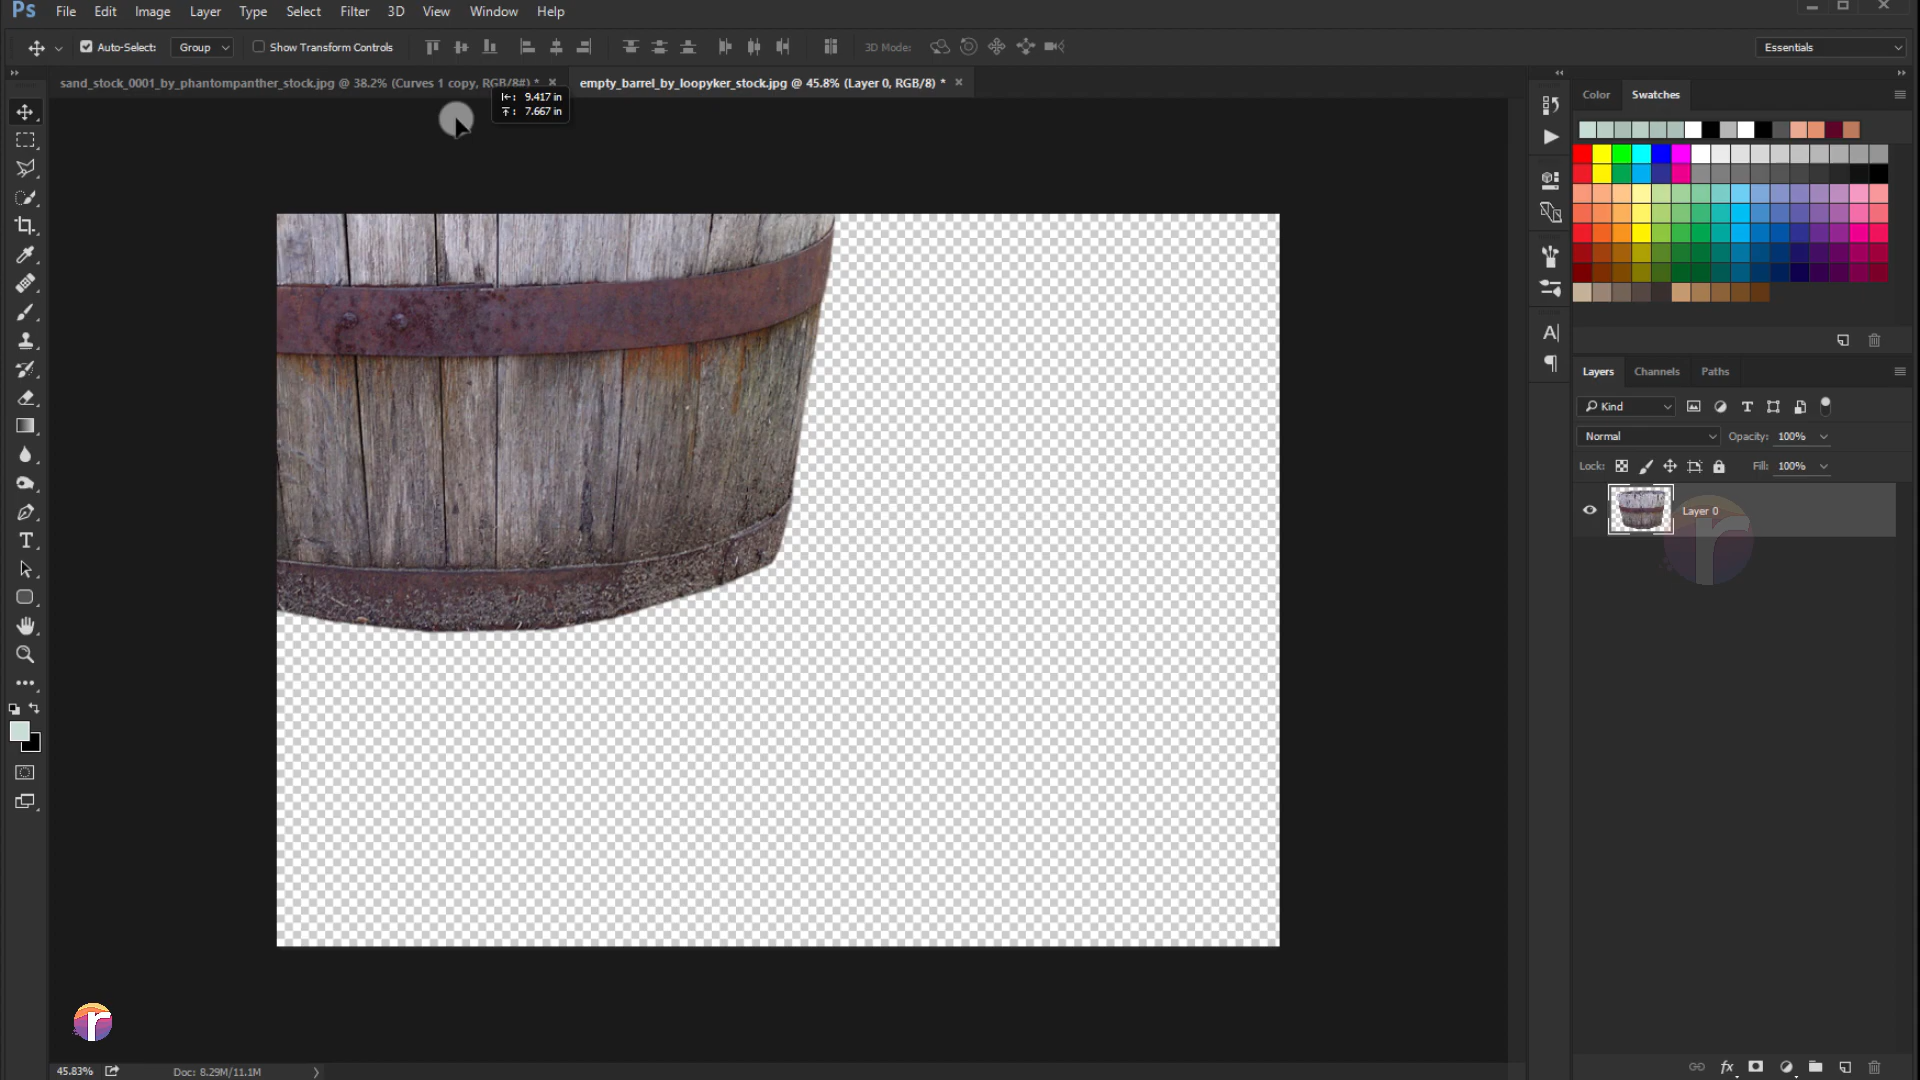 Ps File Edit Image Layer Type Select Filter 3D View Window Help
Auto-Select: Group Show Transform Controls 3D Mode: Essentials
sand_stock_0001_by_phantompanther_stock.jpg @ 38.2% (Curves 1 copy, RGB/8#) * × empty_barrel_by_loopyker_stock.jpg @ 45.8% (Layer 0, RGB/8) * ×
9.417 in
7.667 in
Color Swatches
Layers Channels Paths
Kind
Normal Opacity: 100%
Lock: Fill: 100%
Layer 0
r
r
45.83% Doc: 8.29M/11.1M
fx